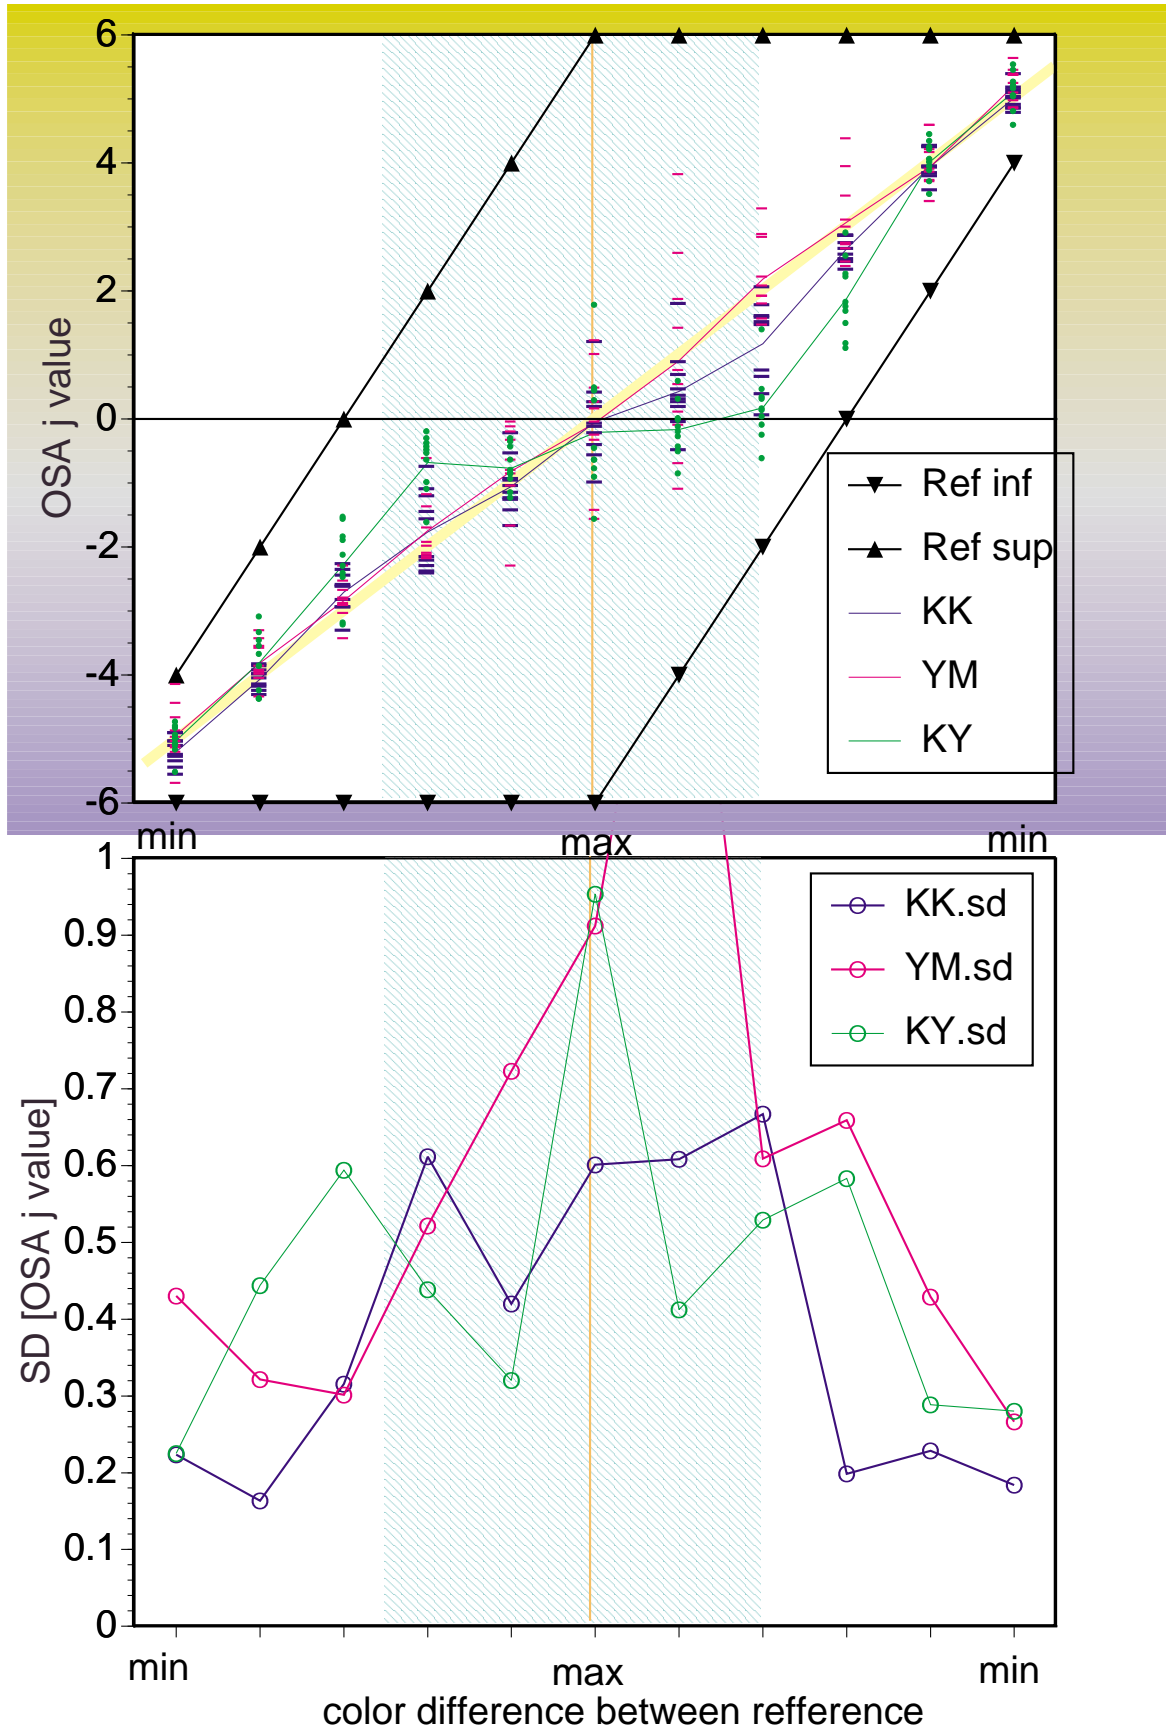 6
4
2
0
-2
-4
-6
OSA j value
Ref inf
Ref sup
KK
YM
KY
min
max
min
1
0.9
0.8
0.7
0.6
0.5
0.4
0.3
0.2
0.1
0
SD [OSA j value]
KK.sd
YM.sd
KY.sd
min
max
min
color difference between refference